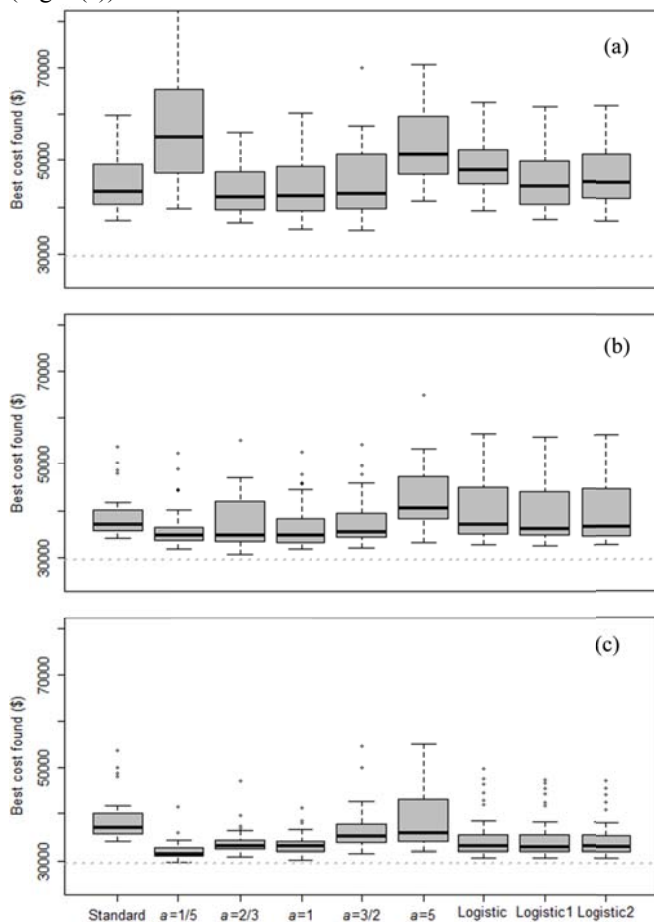 (a)
Best cost found ($)
70000
50000
30000
(b)
Best cost found ($)
70000
50000
30000
(c)
Best cost found ($)
70000
50000
30000
Standard a=1/5 a=2/3 a=1 a=3/2 a=5 Logistic Logistic1 Logistic2